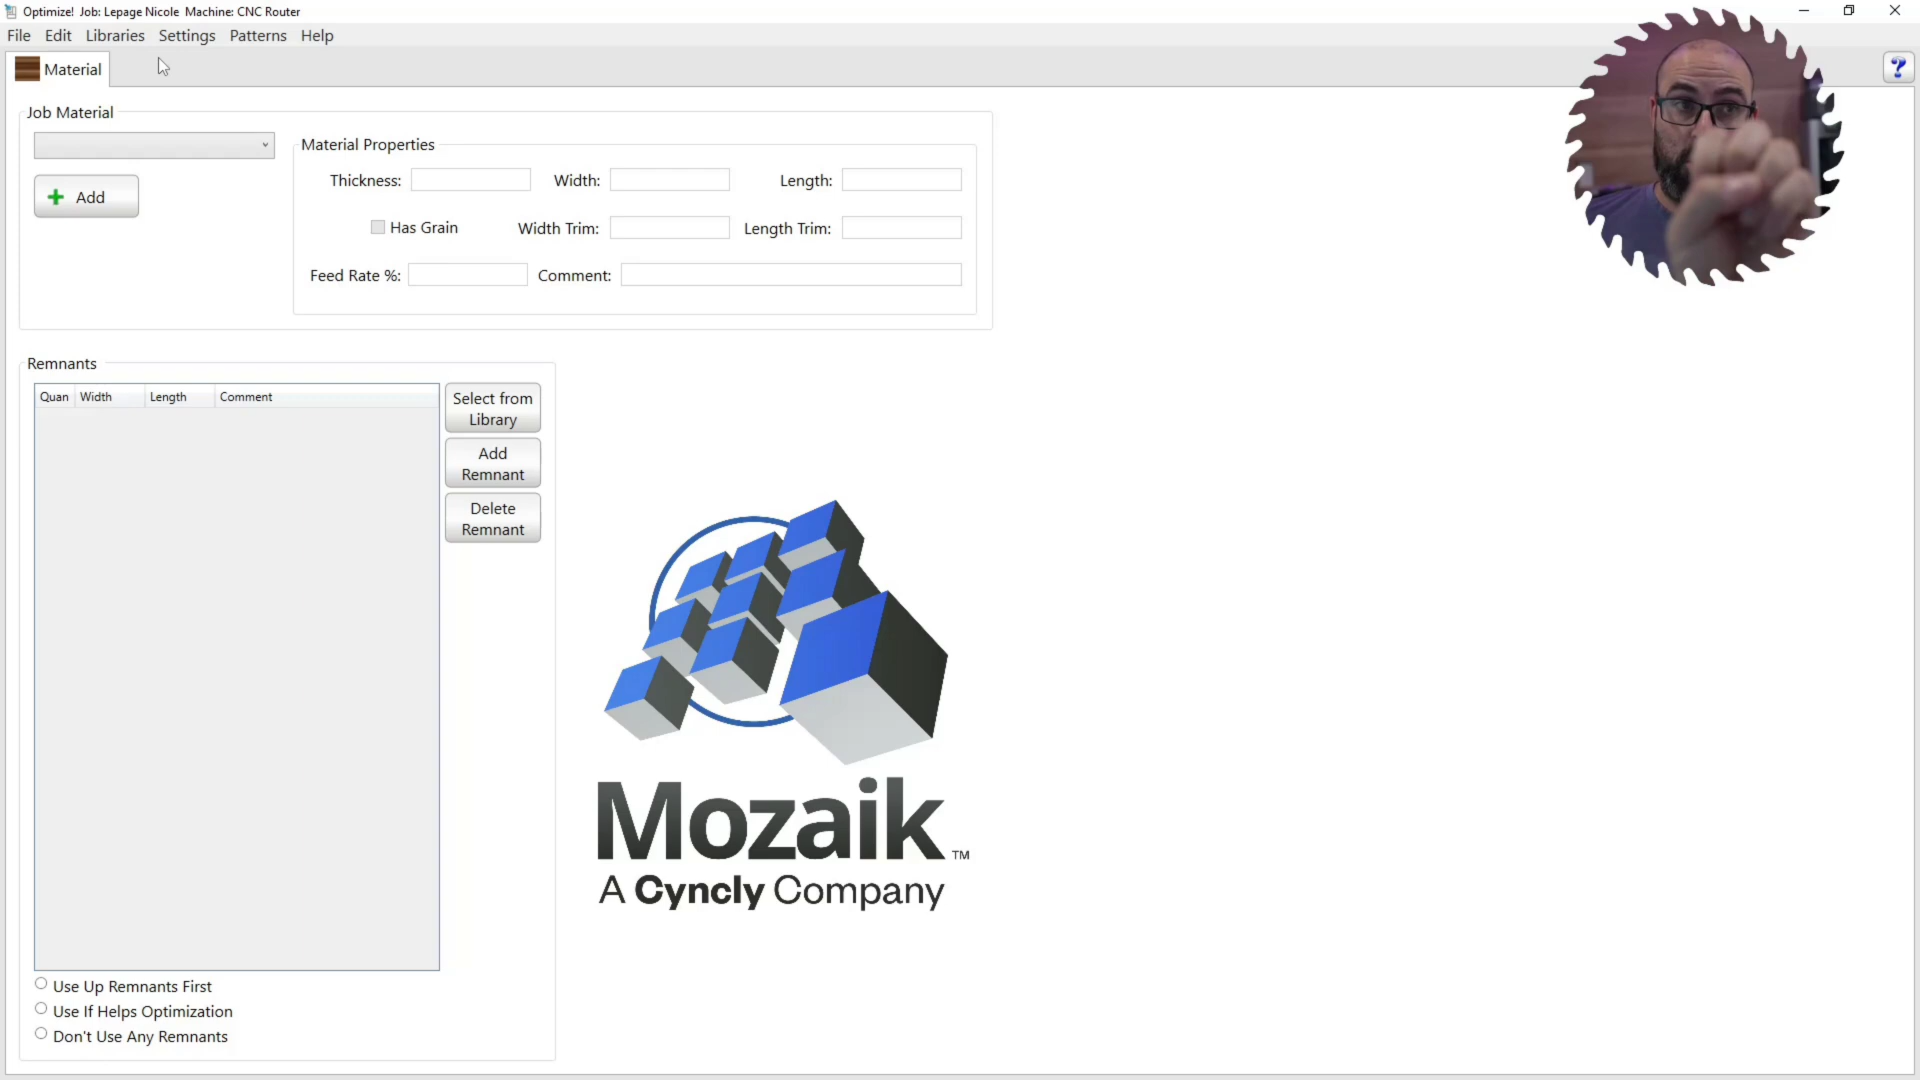 Optimize! Job: Lepage Nicole Machine: CNC Router
File Edit Libraries Settings Patterns Help
Material
Job Material
Add
Material Properties
Thickness: Width: Length:
Has Grain Width Trim: Length Trim:
Feed Rate %: Comment:
Remnants
Quan Width Length Comment
Select from
Library
Add
Remnant
Delete
Remnant
Mozaik™
A Cyncly Company
Use Up Remnants First
Use If Helps Optimization
Don't Use Any Remnants